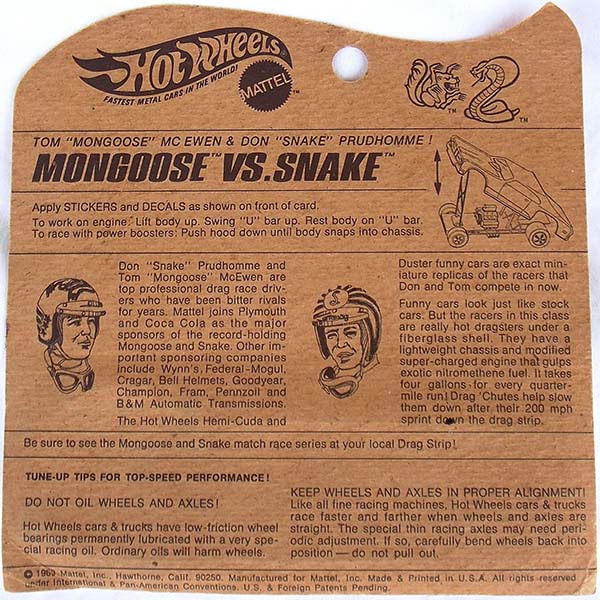 Hot Wheels
FASTEST METAL CARS IN THE WORLD!
MATTEL
TM
TM
TOM "MONGOOSE" MC EWEN & DON "SNAKE" PRUDHOMME!
MONGOOSE™ VS. SNAKE™
Apply STICKERS and DECALS as shown on front of card.
To work on engine: Lift body up. Swing "U" bar up. Rest body on "U" bar.
To race with power boosters: Push hood down until body snaps into chassis.
Don "Snake" Prudhomme and
Tom "Mongoose" McEwen are
top professional drag race driv-
ers who have been bitter rivals
for years. Mattel joins Plymouth
and Coca Cola as the major
sponsors of the record-holding
Mongoose and Snake. Other im-
portant sponsoring companies
include Wynn's, Federal-Mogul,
Cragar, Bell Helmets, Goodyear,
Champion, Fram, Pennzoil and
B&M Automatic Transmissions.
The Hot Wheels Hemi-Cuda and
Duster funny cars are exact min-
iature replicas of the racers that
Don and Tom compete in now.
Funny cars look just like stock
cars. But the racers in this class
are really hot dragsters under a
fiberglass shell. They have a
lightweight chassis and modified
super-charged engine that gulps
exotic nitromethene fuel. It takes
four gallons for every quarter-
mile run! Drag 'Chutes help slow
them down after their 200 mph
sprint down the drag strip.
Be sure to see the Mongoose and Snake match race series at your local Drag Strip!
TUNE-UP TIPS FOR TOP-SPEED PERFORMANCE!
DO NOT OIL WHEELS AND AXLES!
Hot Wheels cars & trucks have low-friction wheel
bearings permanently lubricated with a very spe-
cial racing oil. Ordinary oils will harm wheels.
KEEP WHEELS AND AXLES IN PROPER ALIGNMENT!
Like all fine racing machines, Hot Wheels cars & trucks
race faster and farther when wheels and axles are
straight. The special thin racing axles may need peri-
odic adjustment. If so, carefully bend wheels back into
position — do not pull out.
© 1969 Mattel, Inc., Hawthorne, Calif. 90250. Manufactured for Mattel, Inc. Made & Printed in U.S.A. All rights reserved
under International & Pan-American Conventions. U.S. & Foreign Patents Pending.